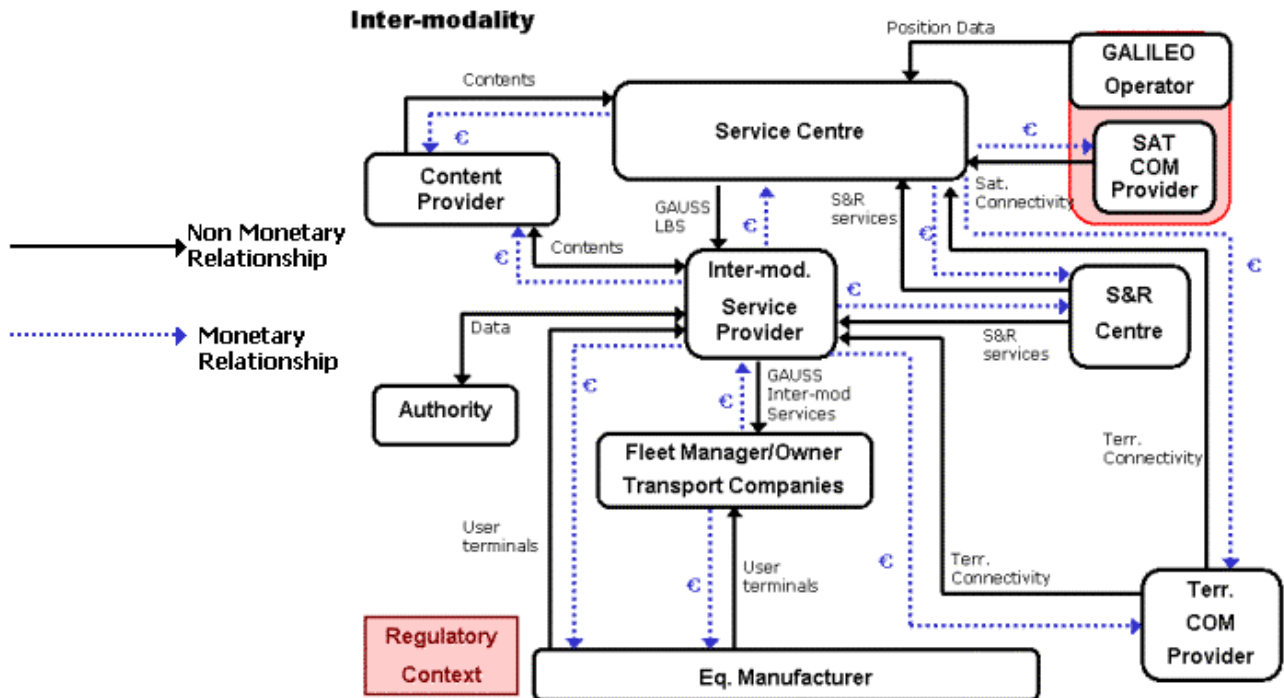 Inter-modality
Position Data
GALILEO
Operator
Contents
€
Service Centre
€
SAT
COM
Provider
Content
Provider
Sat.
Connectivity
GAUSS
LBS
€
S&R
services
€
Non Monetary
Relationship
€
Contents
Inter-mod.
Service
Provider
€
€
S&R
Centre
Data
S&R
services
Monetary
Relationship
€
GAUSS
Inter-mod
Services
€
Authority
Fleet Manager/Owner
Transport Companies
Terr.
Connectivity
User
terminals
€
User
terminals
€
Terr.
Connectivity
Terr.
COM
Provider
Regulatory
Context
Eq. Manufacturer